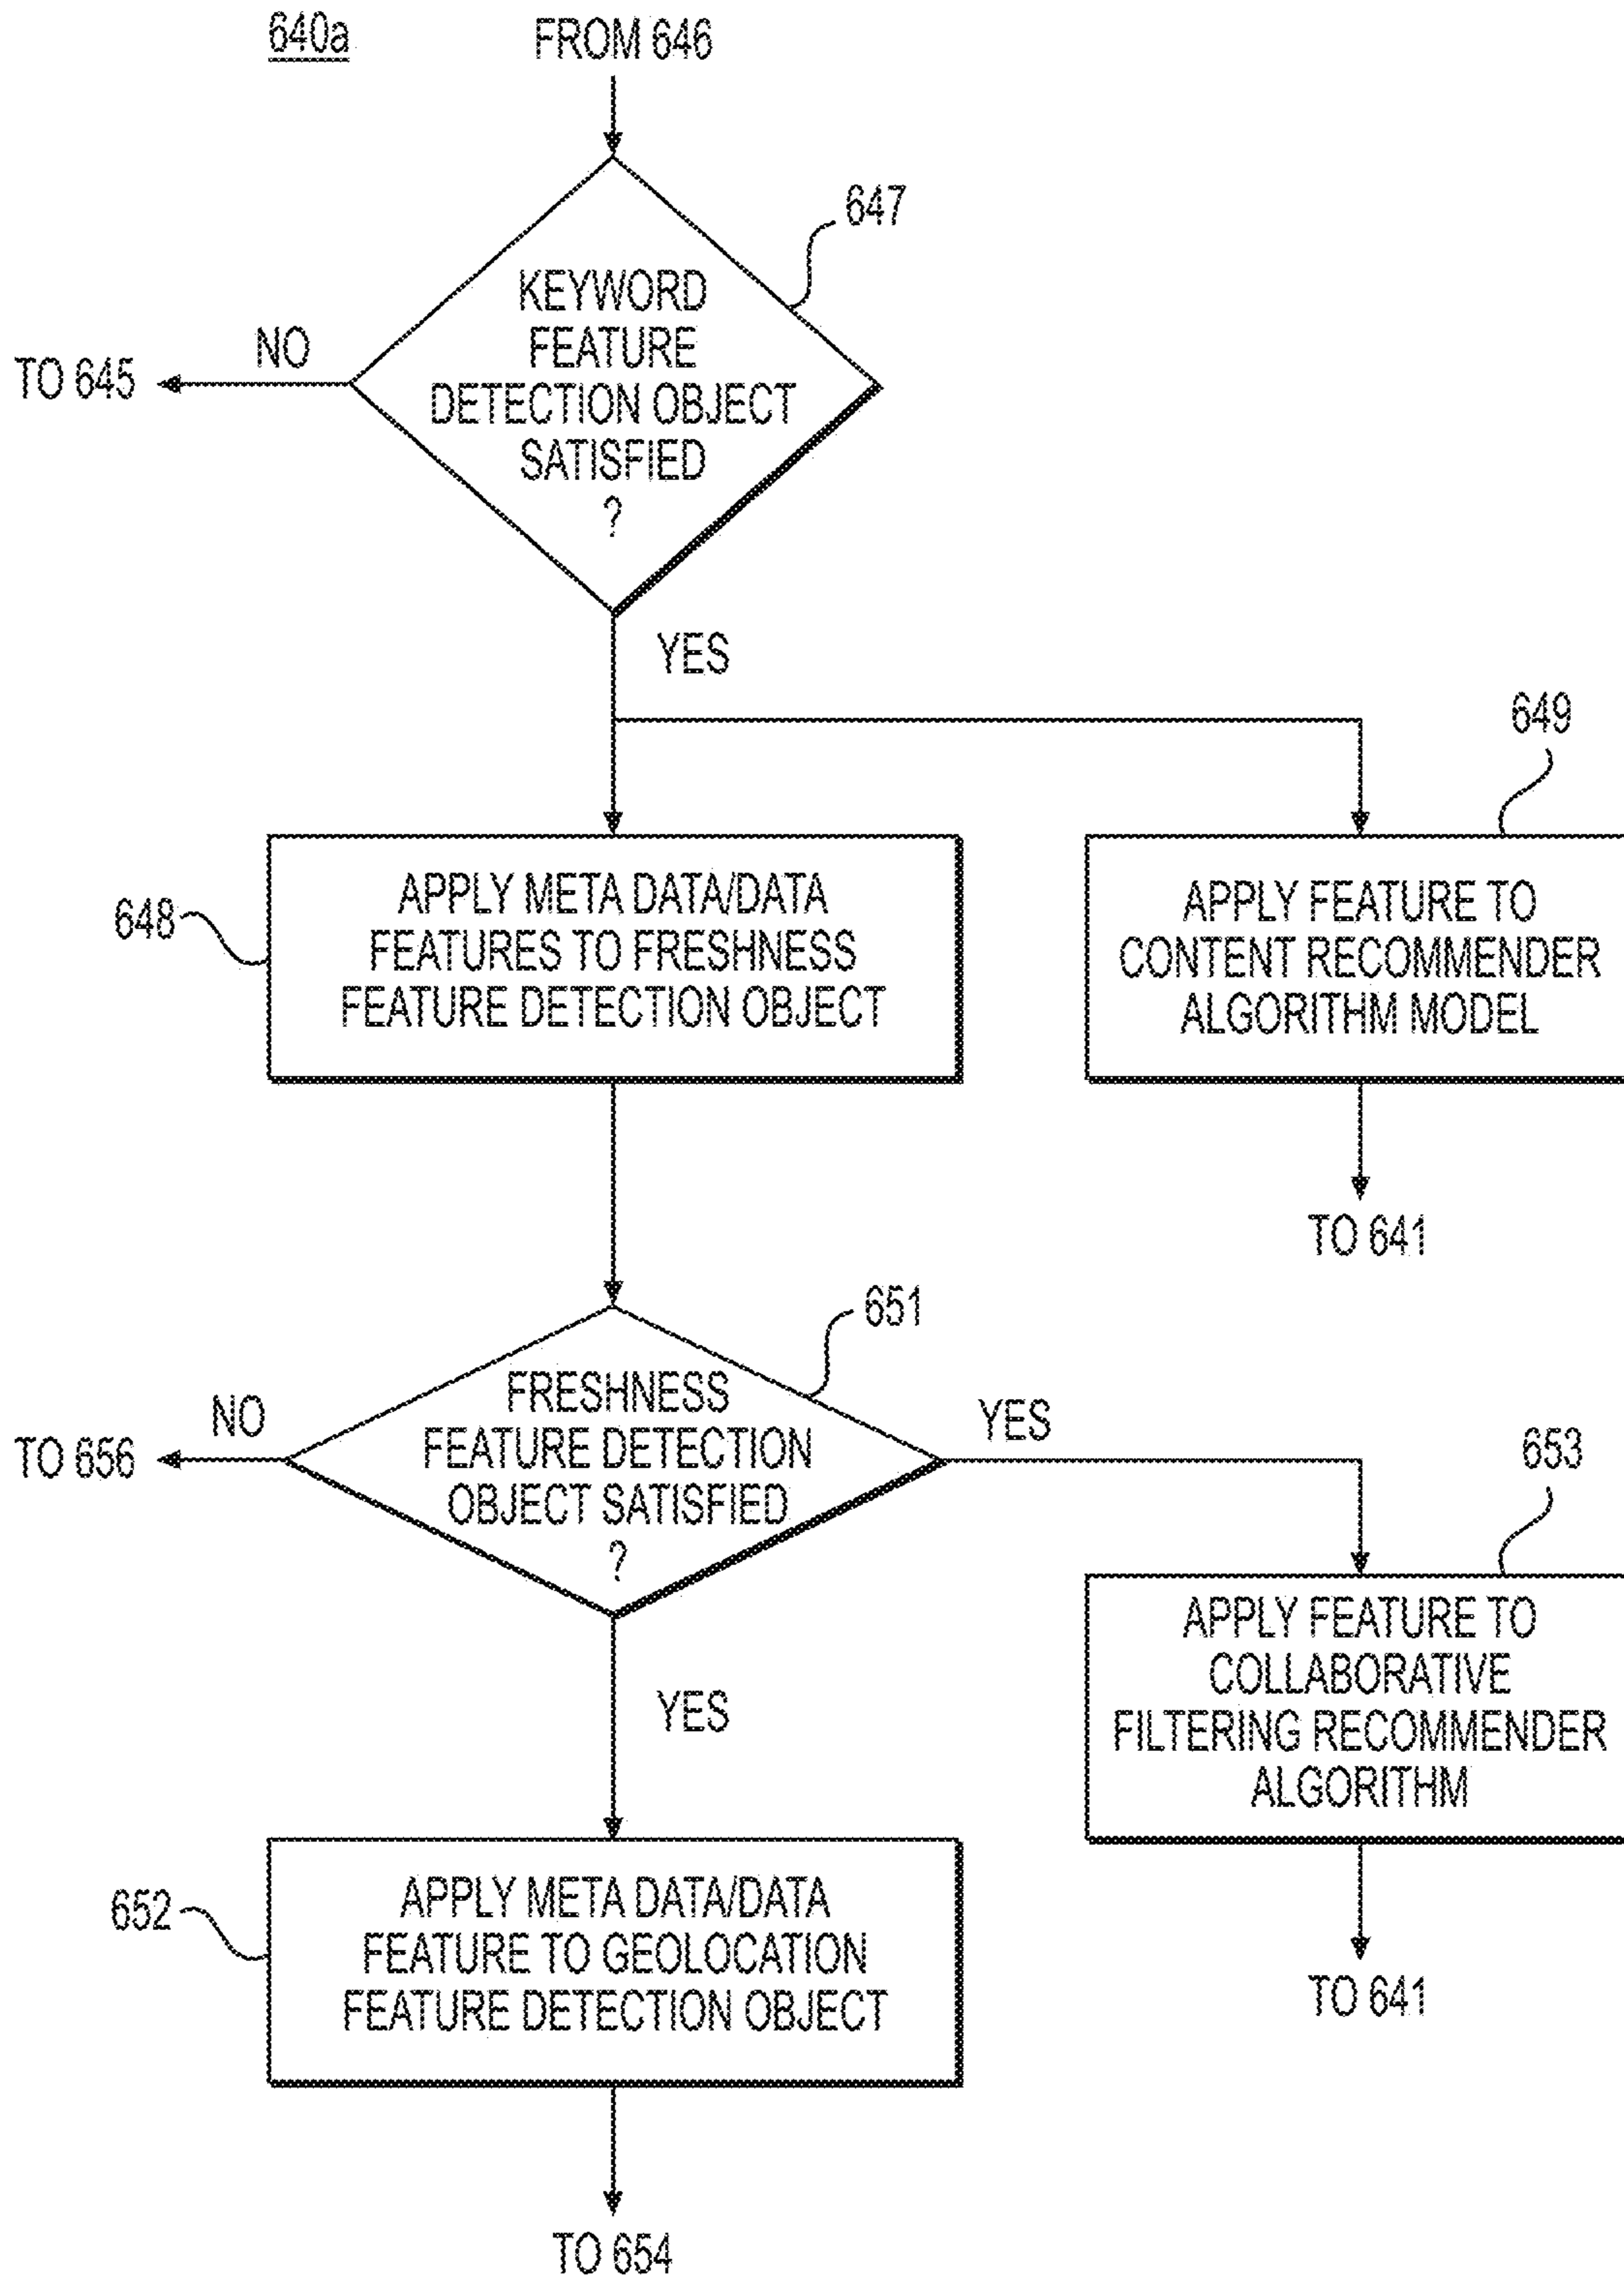 640a
FROM 646
647
KEYWORD
FEATURE
DETECTION OBJECT
SATISFIED
?
NO
TO 645
YES
649
648
APPLY META DATA/DATA
FEATURES TO FRESHNESS
FEATURE DETECTION OBJECT
APPLY FEATURE TO
CONTENT RECOMMENDER
ALGORITHM MODEL
TO 641
651
FRESHNESS
FEATURE DETECTION
OBJECT SATISFIED
?
NO
TO 656
YES
653
YES
APPLY FEATURE TO
COLLABORATIVE
FILTERING RECOMMENDER
ALGORITHM
652
APPLY META DATA/DATA
FEATURE TO GEOLOCATION
FEATURE DETECTION OBJECT
TO 641
TO 654